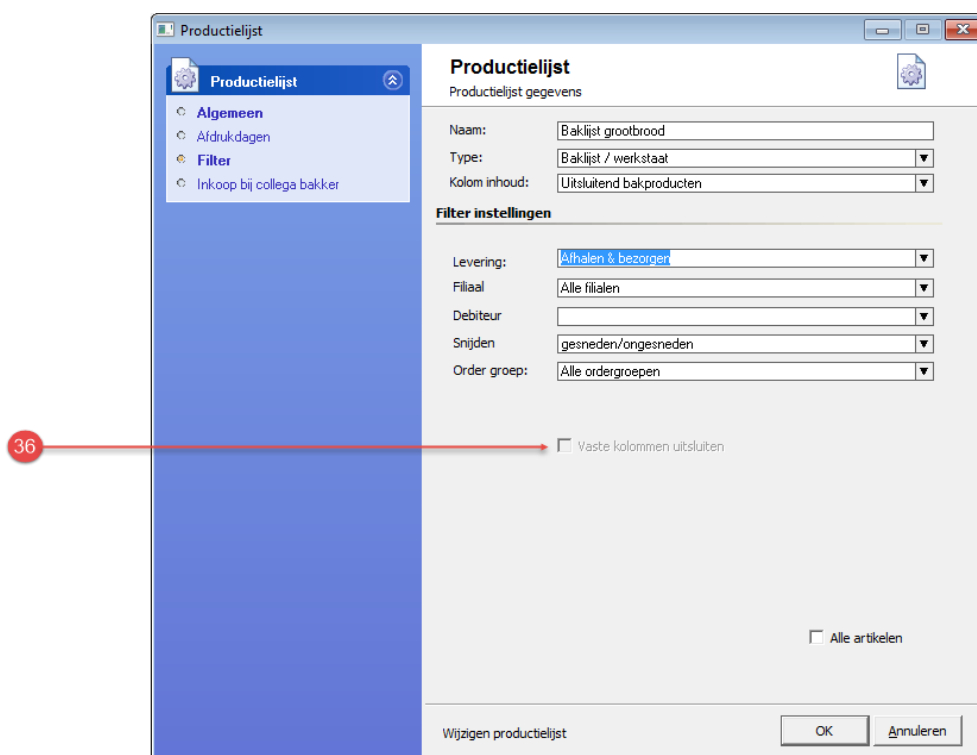 Productielijst
Productielijst
Algemeen
Afdrukdagen
Filter
Inkoop bij collega bakker
Productielijst
Productielijst gegevens
Naam: Baklijst grootbrood
Type: Baklijst / werkstaat
Kolom inhoud: Uitsluitend bakproducten
Filter instellingen
Levering: Afhalen & bezorgen
Filiaal Alle filialen
Debiteur
Snijden gesneden/ongesneden
Order groep: Alle ordergroepen
36 Vaste kolommen uitsluiten
Alle artikelen
Wijzigen productielijst OK Annuleren